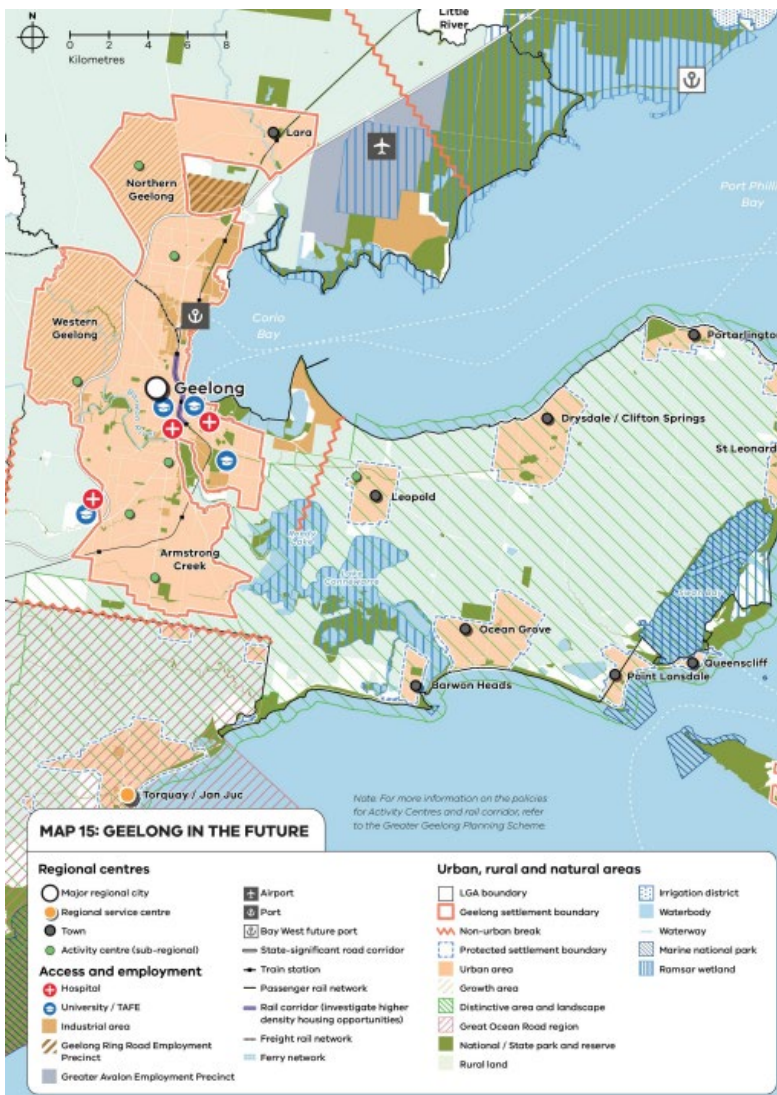 Little
River
N
0 2 4 6 8
Kilometres
Lara
Northern
Geelong
Port Phillip
Bay
Western
Geelong
Corio
Bay
Portarlington
Geelong
Drysdale / Clifton Springs
St Leonard
Leopold
Armstrong
Creek
Lake
Connewarre
Swan Bay
Ocean Grove
Queenscliff
Point Lonsdale
Barwon Heads
Torquay / Jan Juc
Note: For more information on the policies
for Activity Centres and rail corridor, refer
to the Greater Geelong Planning Scheme.
MAP 15: GEELONG IN THE FUTURE
Regional centres
Major regional city
Regional service centre
Town
Activity centre (sub-regional)
Access and employment
Hospital
University / TAFE
Industrial area
Geelong Ring Road Employment
Precinct
Greater Avalon Employment Precinct
Airport
Port
Bay West future port
State-significant road corridor
Train station
Passenger rail network
Rail corridor (investigate higher
density housing opportunities)
Freight rail network
Ferry network
Urban, rural and natural areas
LGA boundary
Geelong settlement boundary
Non-urban break
Protected settlement boundary
Urban area
Growth area
Distinctive area and landscape
Great Ocean Road region
National / State park and reserve
Rural land
Irrigation district
Waterbody
Waterway
Marine national park
Ramsar wetland